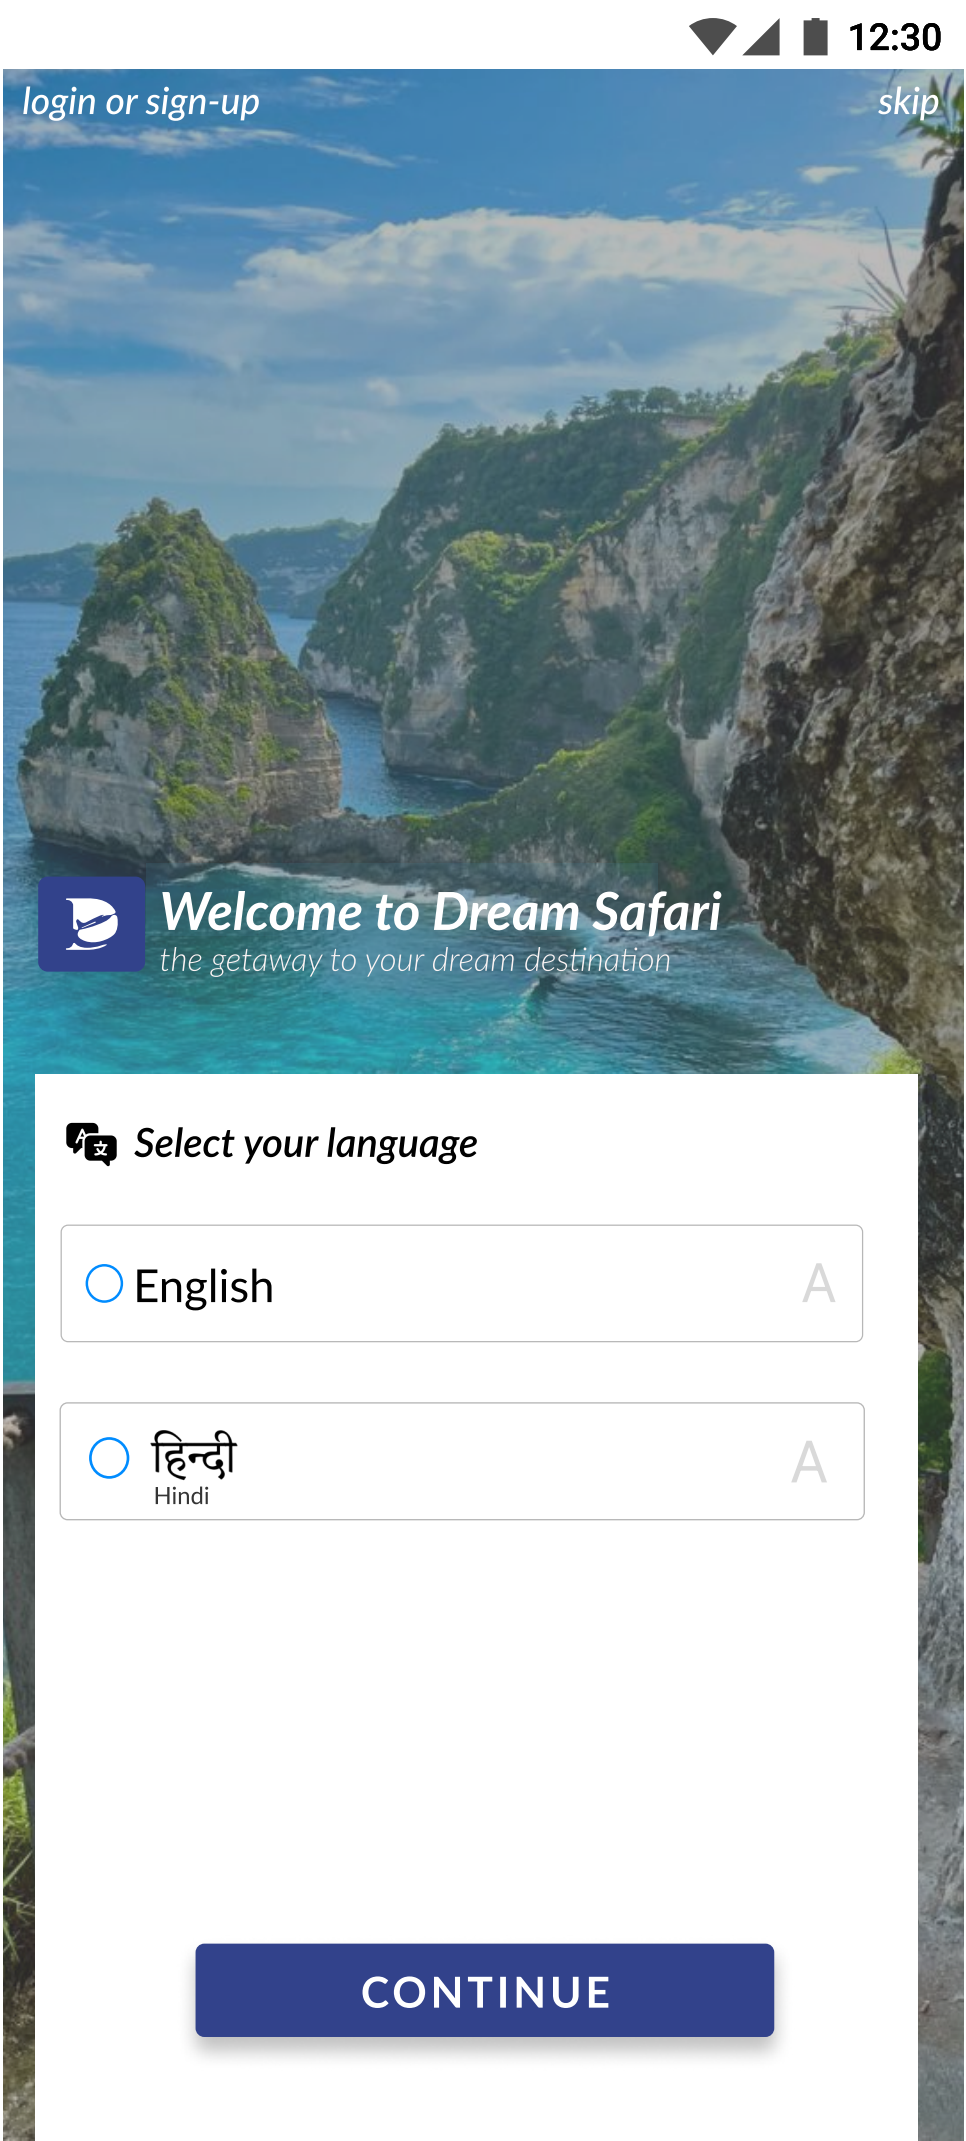 12:30
login or sign-up
skip
Welcome to Dream Safari
the getaway to your dream destination
Select your language
English
A
हिन्दी
A
Hindi
CONTINUE